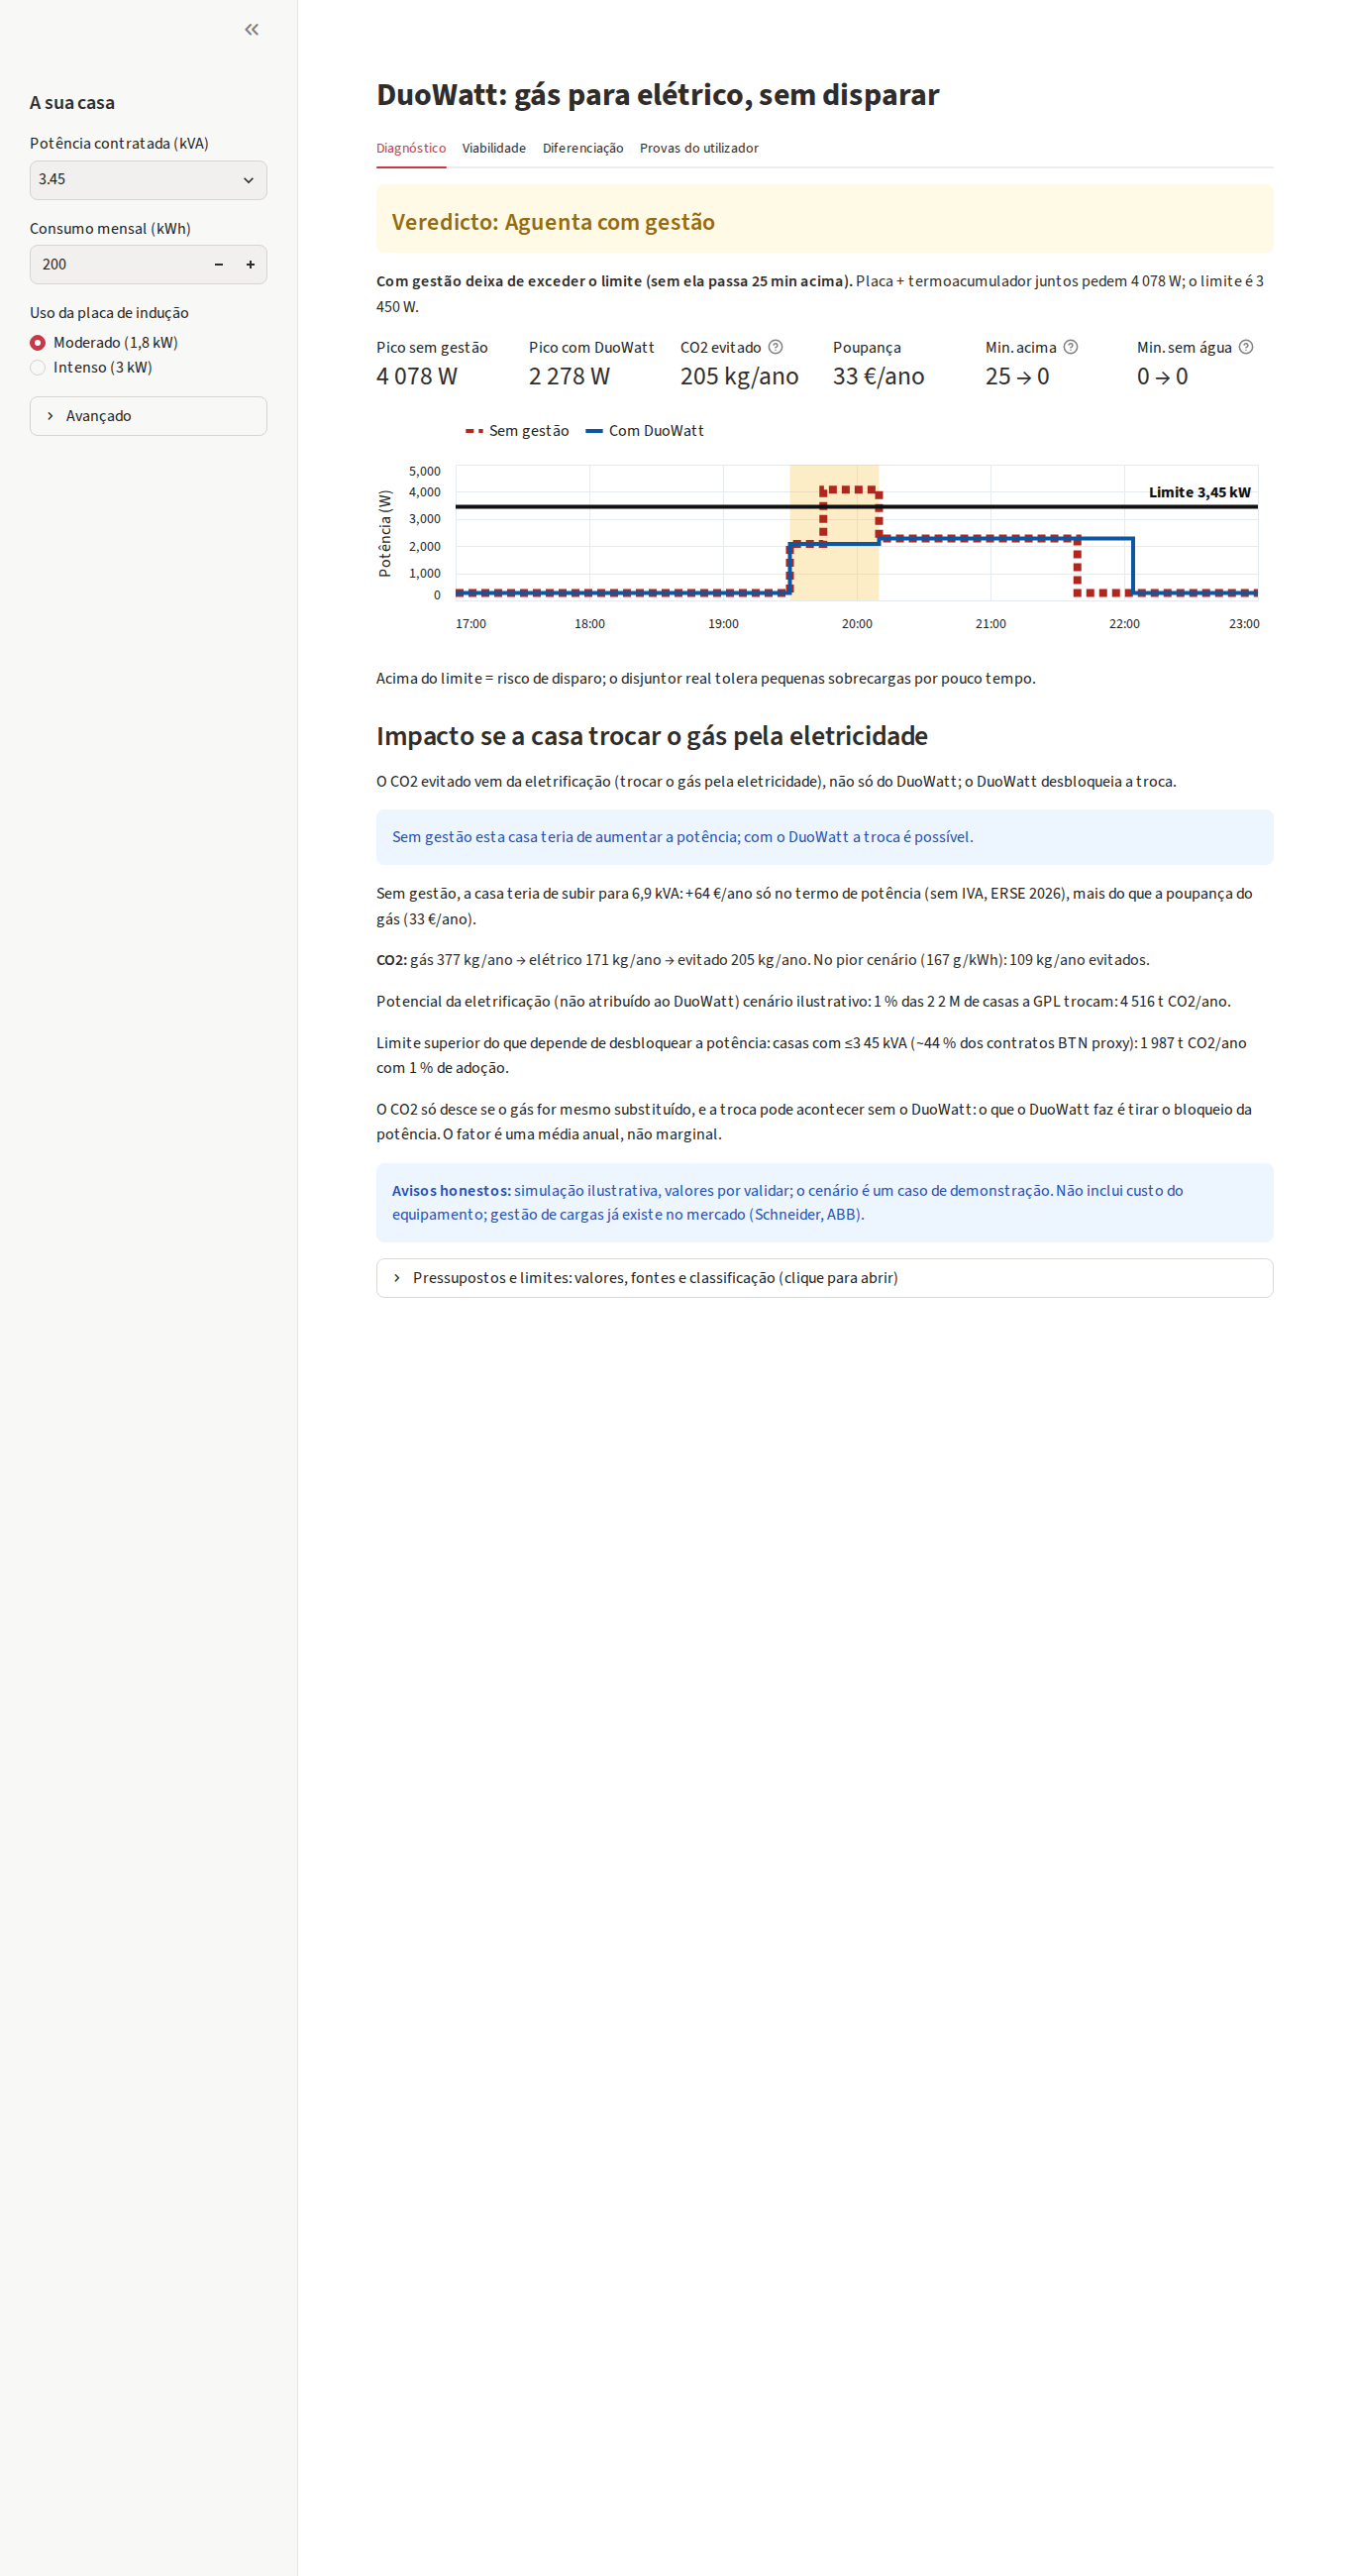 A sua casa
Potência contratada (kVA)
3.45
Consumo mensal (kWh)
200
Uso da placa de indução
Moderado (1,8 kW)
Intenso (3 kW)
Avançado
DuoWatt: gás para elétrico, sem disparar
Diagnóstico Viabilidade Diferenciação Provas do utilizador
Veredicto: Aguenta com gestão
Com gestão deixa de exceder o limite (sem ela passa 25 min acima). Placa + termoacumulador juntos pedem 4 078 W; o limite é 3
450 W.
Pico sem gestão Pico com DuoWatt CO2 evitado Poupança Min. acima Min. sem água
4 078 W 2 278 W 205 kg/ano 33 €/ano 25 → 0 0 → 0
Sem gestão Com DuoWatt
Potência (W)
5,000
4,000
3,000
2,000
1,000
0
Limite 3,45 kW
17:00 18:00 19:00 20:00 21:00 22:00 23:00
Acima do limite = risco de disparo; o disjuntor real tolera pequenas sobrecargas por pouco tempo.
Impacto se a casa trocar o gás pela eletricidade
O CO2 evitado vem da eletrificação (trocar o gás pela eletricidade), não só do DuoWatt; o DuoWatt desbloqueia a troca.
Sem gestão esta casa teria de aumentar a potência; com o DuoWatt a troca é possível.
Sem gestão, a casa teria de subir para 6,9 kVA: +64 €/ano só no termo de potência (sem IVA, ERSE 2026), mais do que a poupança do
gás (33 €/ano).
CO2: gás 377 kg/ano → elétrico 171 kg/ano → evitado 205 kg/ano. No pior cenário (167 g/kWh): 109 kg/ano evitados.
Potencial da eletrificação (não atribuído ao DuoWatt) cenário ilustrativo: 1 % das 2 2 M de casas a GPL trocam: 4 516 t CO2/ano.
Limite superior do que depende de desbloquear a potência: casas com ≤3 45 kVA (~44 % dos contratos BTN proxy): 1 987 t CO2/ano
com 1 % de adoção.
O CO2 só desce se o gás for mesmo substituído, e a troca pode acontecer sem o DuoWatt: o que o DuoWatt faz é tirar o bloqueio da
potência. O fator é uma média anual, não marginal.
Avisos honestos: simulação ilustrativa, valores por validar; o cenário é um caso de demonstração. Não inclui custo do
equipamento; gestão de cargas já existe no mercado (Schneider, ABB).
Pressupostos e limites: valores, fontes e classificação (clique para abrir)